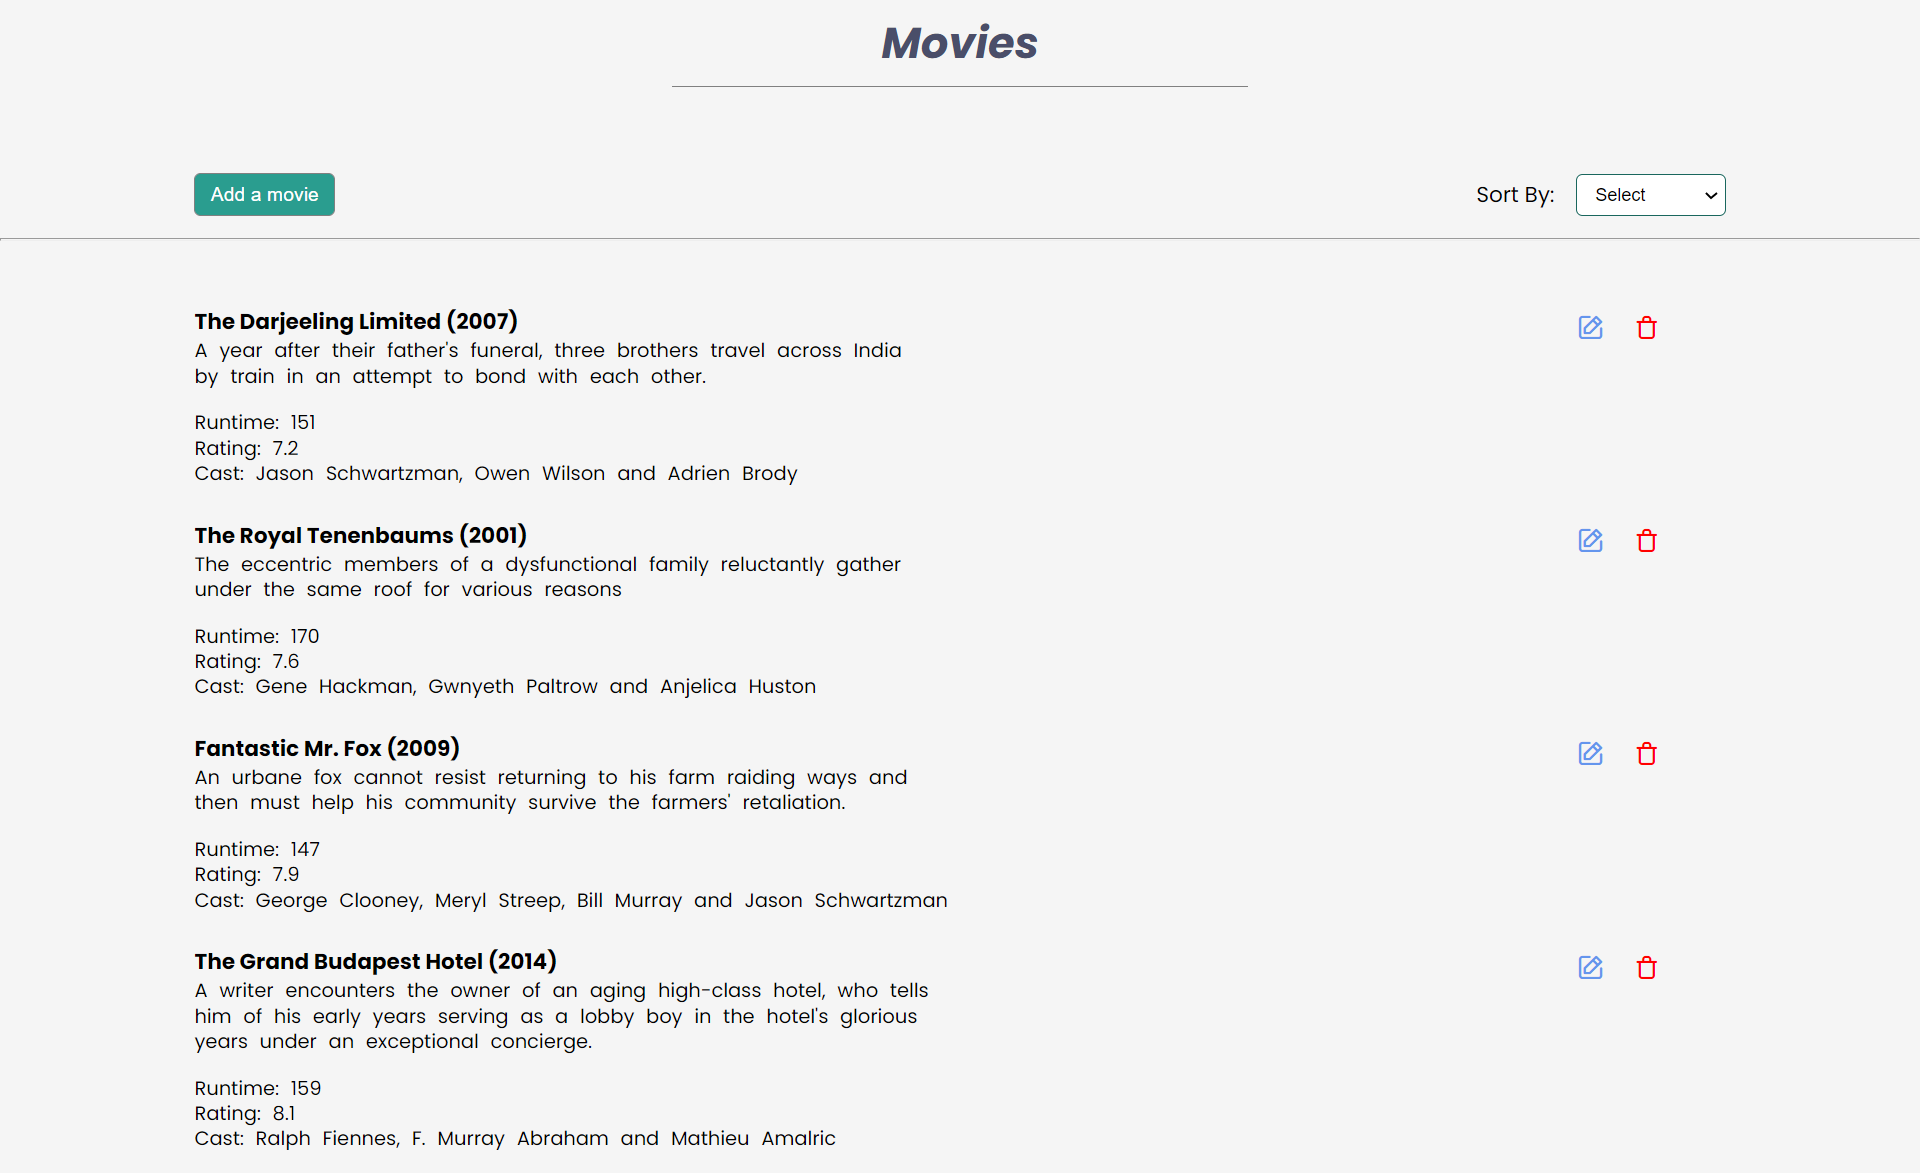 Movies
Add a movie
Sort By:
Select
The Darjeeling Limited (2007)
A year after their father's funeral, three brothers travel across India
by train in an attempt to bond with each other.
Runtime: 151
Rating: 7.2
Cast: Jason Schwartzman, Owen Wilson and Adrien Brody
The Royal Tenenbaums (2001)
The eccentric members of a dysfunctional family reluctantly gather
under the same roof for various reasons
Runtime: 170
Rating: 7.6
Cast: Gene Hackman, Gwnyeth Paltrow and Anjelica Huston
Fantastic Mr. Fox (2009)
An urbane fox cannot resist returning to his farm raiding ways and
then must help his community survive the farmers' retaliation.
Runtime: 147
Rating: 7.9
Cast: George Clooney, Meryl Streep, Bill Murray and Jason Schwartzman
The Grand Budapest Hotel (2014)
A writer encounters the owner of an aging high-class hotel, who tells
him of his early years serving as a lobby boy in the hotel's glorious
years under an exceptional concierge.
Runtime: 159
Rating: 8.1
Cast: Ralph Fiennes, F. Murray Abraham and Mathieu Amalric